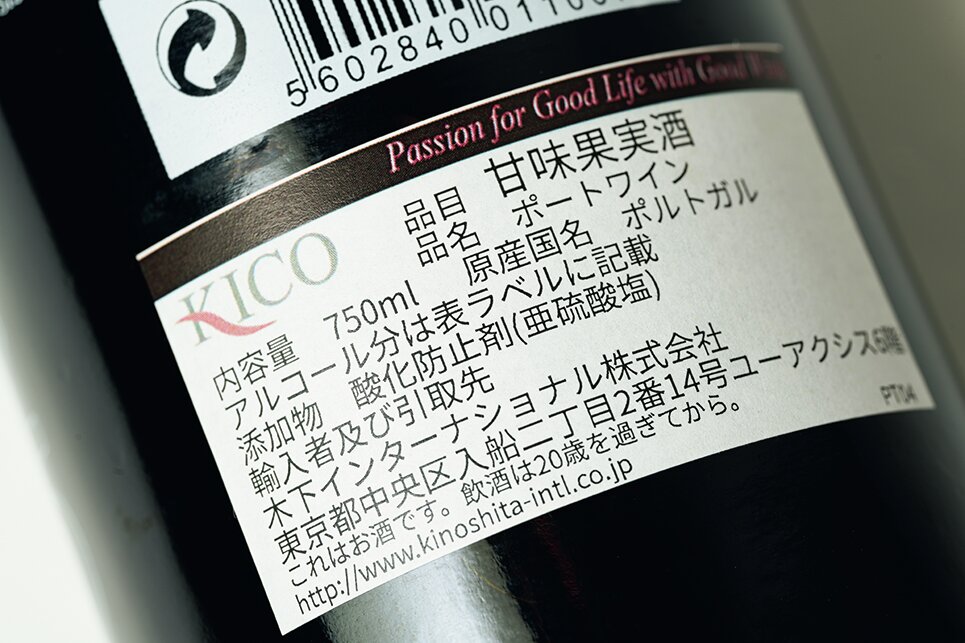 5 602840 0110
Passion for Good Life with Good Wines
KICO
品目 甘味果実酒
品名 ポートワイン
原産国名 ポルトガル
内容量 750ml
アルコール分は表ラベルに記載
添加物 酸化防止剤(亜硫酸塩)
輸入者及び引取先
木下インターナショナル株式会社
東京都中央区入船二丁目2番14号ユーアクシス6階
これはお酒です。飲酒は20歳を過ぎてから。
http://www.kinoshita-intl.co.jp
PT04